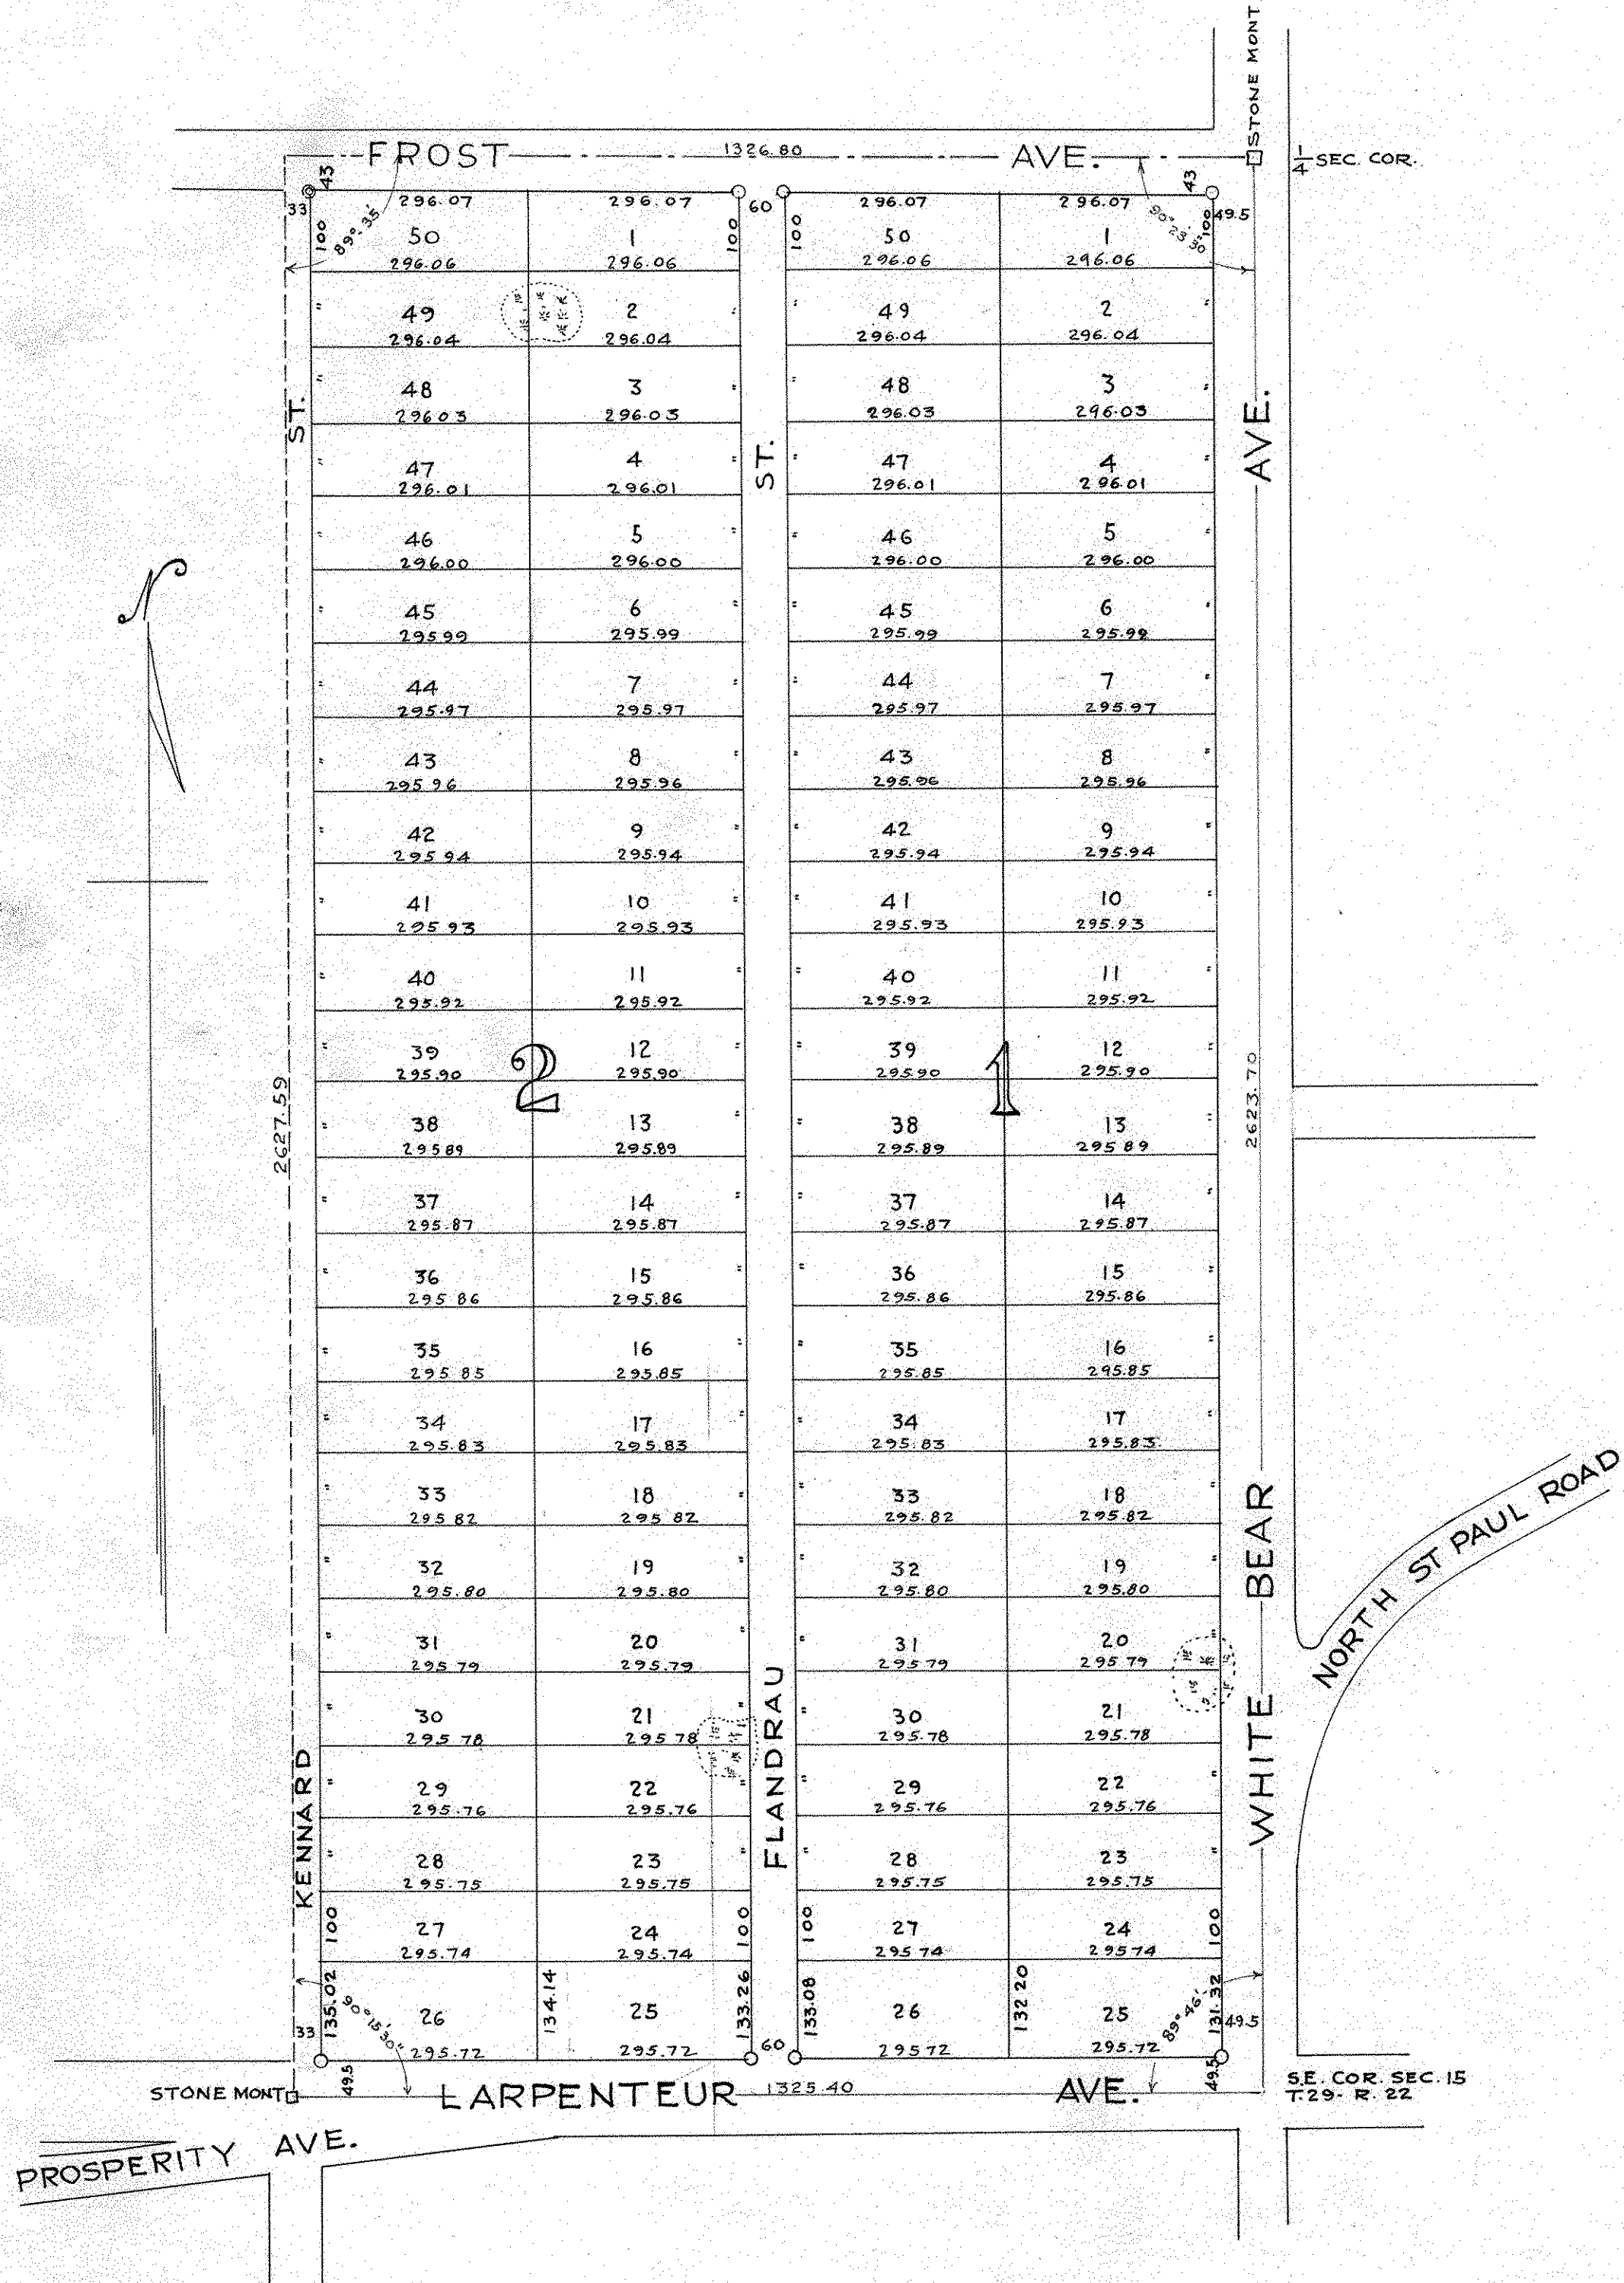 STONE MONT
FROST 1326.80 AVE.
1/4 SEC. COR.
43 43
296.07 296.07 60 296.07 296.07
33 49.5
100 100 100 100
89° 35' 90° 23' 30"
50 1 50 1
296.06 296.06 296.06 296.06
49 2 49 2
296.04 296.04 296.04 296.04
48 3 48 3
296.03 296.03 296.03 296.03
ST. ST. AVE.
47 4 47 4
296.01 296.01 296.01 296.01
46 5 46 5
296.00 296.00 296.00 296.00
N
45 6 45 6
295.99 295.99 295.99 295.99
44 7 44 7
295.97 295.97 295.97 295.97
43 8 43 8
295.96 295.96 295.96 295.96
42 9 42 9
295.94 295.94 295.94 295.94
41 10 41 10
295.93 295.93 295.93 295.93
40 11 40 11
295.92 295.92 295.92 295.92
39 12 39 12
295.90 295.90 295.90 295.90
2 1
2627.59 2623.70
38 13 38 13
295.89 295.89 295.89 295.89
37 14 37 14
295.87 295.87 295.87 295.87
36 15 36 15
295.86 295.86 295.86 295.86
35 16 35 16
295.85 295.85 295.85 295.85
34 17 34 17
295.83 295.83 295.83 295.83
33 18 33 18
295.82 295.82 295.82 295.82
32 19 32 19
295.80 295.80 295.80 295.80
BEAR
NORTH ST PAUL ROAD
31 20 31 20
295.79 295.79 295.79 295.79
30 21 30 21
295.78 295.78 295.78 295.78
KENNARD FLANDRAU WHITE
29 22 29 22
295.76 295.76 295.76 295.76
28 23 28 23
295.75 295.75 295.75 295.75
100 100 100 100
27 24 27 24
295.74 295.74 295.74 295.74
135.02 134.14 133.26 133.08 132.20 131.32
90° 15' 30" 89° 46'
26 25 26 25
33 49.5
295.72 295.72 60 295.72 295.72
49.5 49.5
STONE MONT
LARPENTEUR 1325.40 AVE.
S.E. COR. SEC. 15
T.29- R. 22
PROSPERITY AVE.